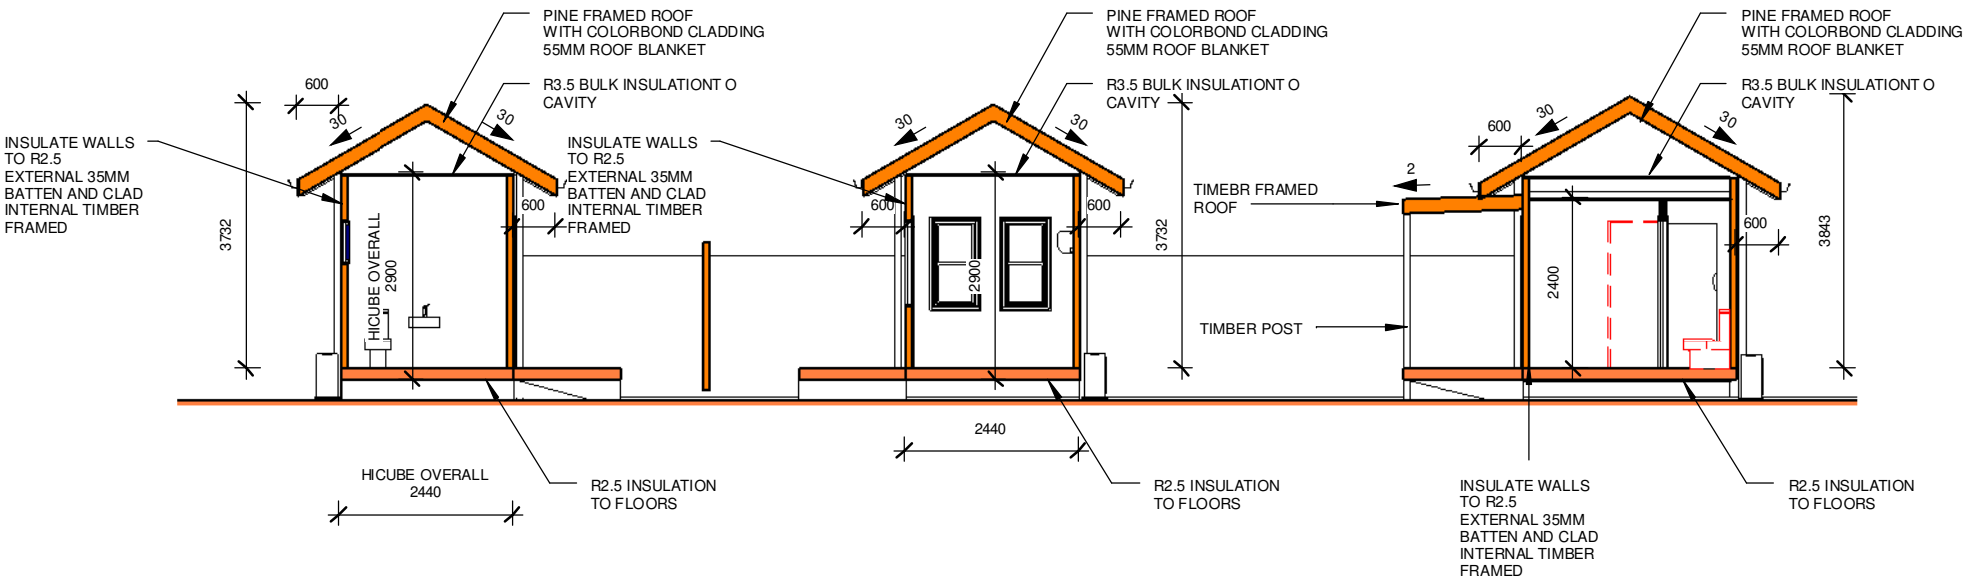 PINE FRAMED ROOF
WITH COLORBOND CLADDING
55MM ROOF BLANKET
R3.5 BULK INSULATIONT O
CAVITY
600
30
30
INSULATE WALLS
TO R2.5
EXTERNAL 35MM
BATTEN AND CLAD
INTERNAL TIMBER
FRAMED
3732
HICUBE OVERALL
2900
600
HICUBE OVERALL
2440
R2.5 INSULATION
TO FLOORS
PINE FRAMED ROOF
WITH COLORBOND CLADDING
55MM ROOF BLANKET
R3.5 BULK INSULATIONT O
CAVITY
30
30
INSULATE WALLS
TO R2.5
EXTERNAL 35MM
BATTEN AND CLAD
INTERNAL TIMBER
FRAMED
600
600
2900
3732
2440
R2.5 INSULATION
TO FLOORS
PINE FRAMED ROOF
WITH COLORBOND CLADDING
55MM ROOF BLANKET
R3.5 BULK INSULATIONT O
CAVITY
600
30
30
2
TIMEBR FRAMED
ROOF
600
2400
3843
TIMBER POST
INSULATE WALLS
TO R2.5
EXTERNAL 35MM
BATTEN AND CLAD
INTERNAL TIMBER
FRAMED
R2.5 INSULATION
TO FLOORS